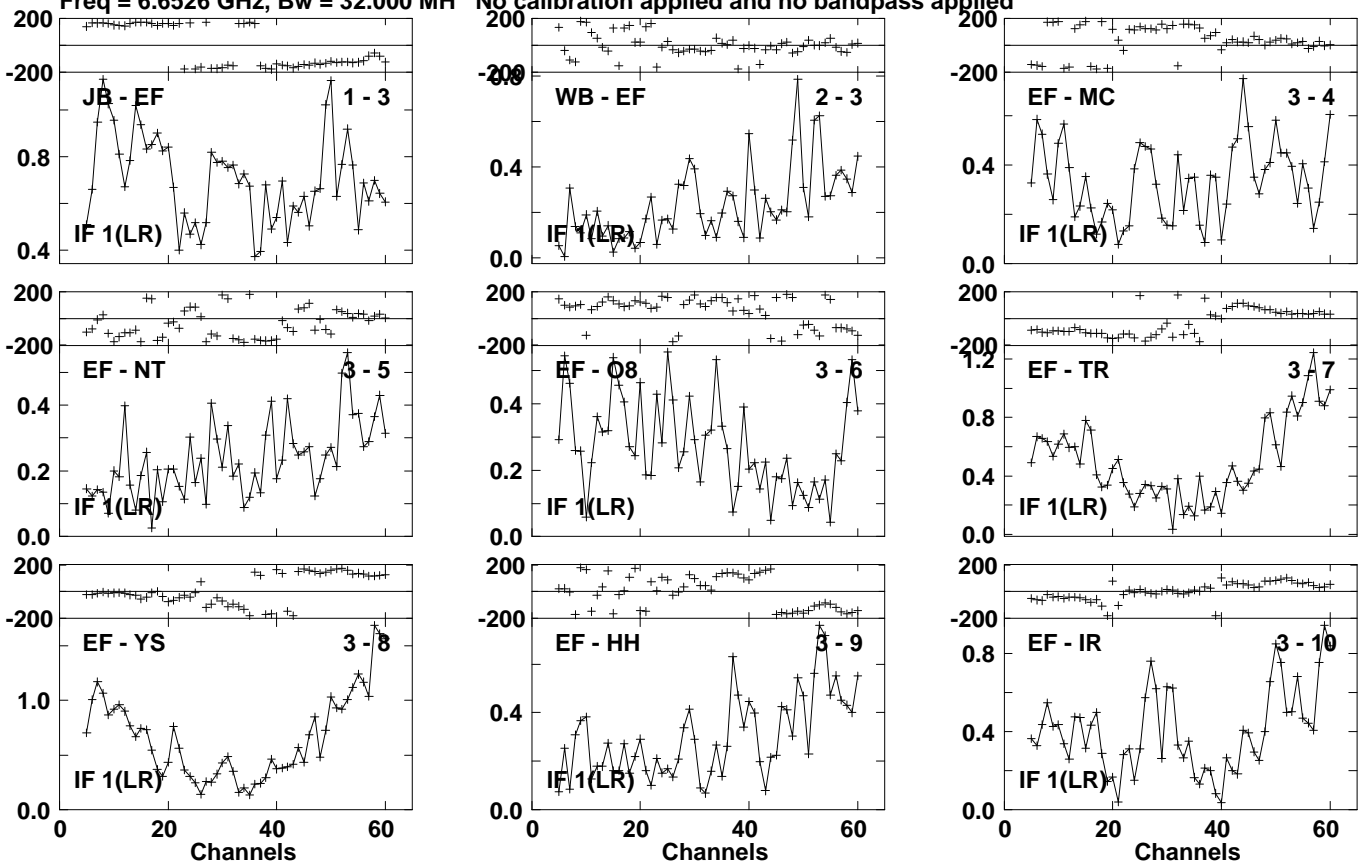 Freq = 6.6526 GHz, Bw = 32.000 MH No calibration applied and no bandpass applied
200
-200
JB - EF 1 - 3
0.8
0.4
IF 1(LR)
200
-200
0.8
WB - EF 2 - 3
0.4
0.0
IF 1(LR)
200
-200
EF - MC 3 - 4
0.4
0.0
IF 1(LR)
200
-200
EF - NT 3 - 5
0.4
0.2
0.0
IF 1(LR)
200
-200
EF - O8 3 - 6
0.4
0.2
0.0
IF 1(LR)
200
-200
1.2
EF - TR 3 - 7
0.8
0.4
0.0
IF 1(LR)
200
-200
EF - YS 3 - 8
1.0
0.0
IF 1(LR)
0 20 40 60
Channels
200
-200
EF - HH 3 - 9
0.4
0.0
IF 1(LR)
0 20 40 60
Channels
200
-200
EF - IR 3 - 10
0.8
0.4
0.0
IF 1(LR)
0 20 40 60
Channels